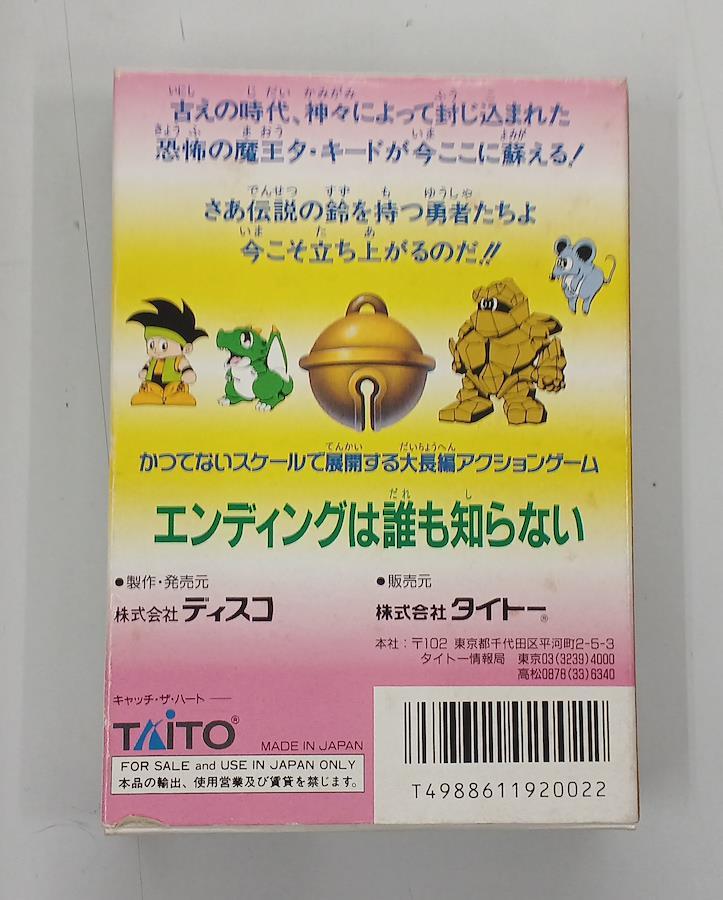 古えの時代、神々によって封じ込まれた
恐怖の魔王タ・キードが今ここに蘇える!
さあ伝説の鈴を持つ勇者たちよ
今こそ立ち上がるのだ!!
かつてないスケールで展開する大長編アクションゲーム
エンディングは誰も知らない
●製作・発売元
株式会社 ディスコ
●販売元
株式会社 タイトー®
本社：〒102 東京都千代田区平河町2-5-3
タイトー情報局 東京03(3239)4000
高松0878(33)6340
キャッチ・ザ・ハート
TAITO®
MADE IN JAPAN
FOR SALE and USE IN JAPAN ONLY
本品の輸出、使用営業及び賃貸を禁じます。
T4988611920022